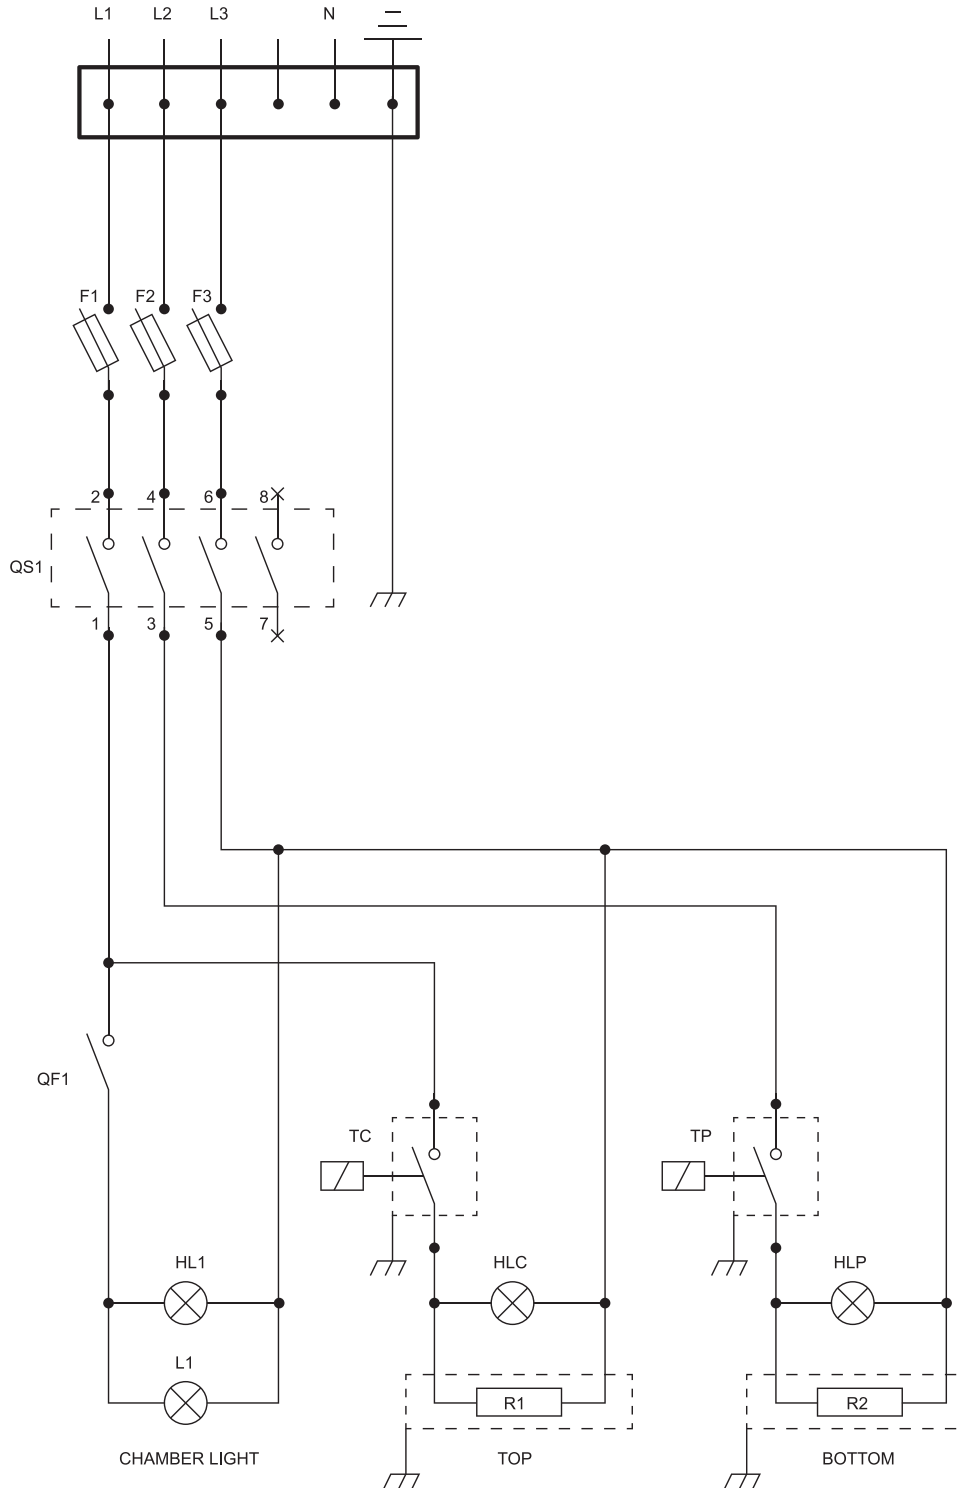 L1 L2 L3 N
F1 F2 F3
2 4 6 8
QS1
1 3 5 7
QF1
TC TP
HL1 HLC HLP
L1
R1 R2
CHAMBER LIGHT TOP BOTTOM